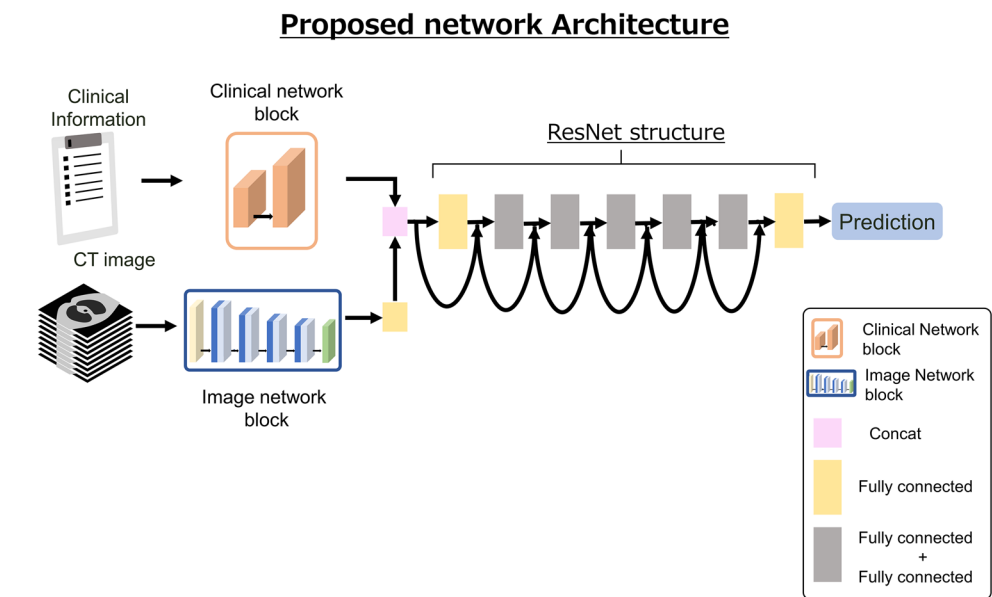 Proposed network Architecture
Clinical
Information
Clinical network
block
ResNet structure
Prediction
CT image
Image network
block
Clinical Network
block
Image Network
block
Concat
Fully connected
Fully connected
+
Fully connected